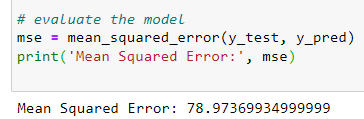 # evaluate the model
mse = mean_squared_error(y_test, y_pred)
print('Mean Squared Error:', mse)
Mean Squared Error: 78.97369934999999